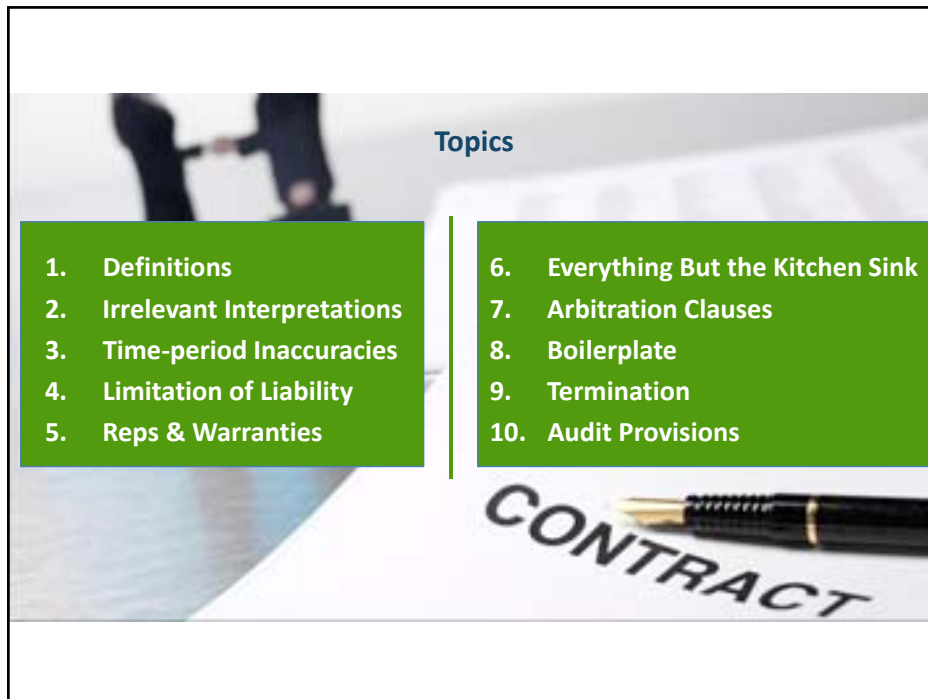 Topics
1. Definitions
2. Irrelevant Interpretations
3. Time-period Inaccuracies
4. Limitation of Liability
5. Reps & Warranties
6. Everything But the Kitchen Sink
7. Arbitration Clauses
8. Boilerplate
9. Termination
10. Audit Provisions
CONTRACT